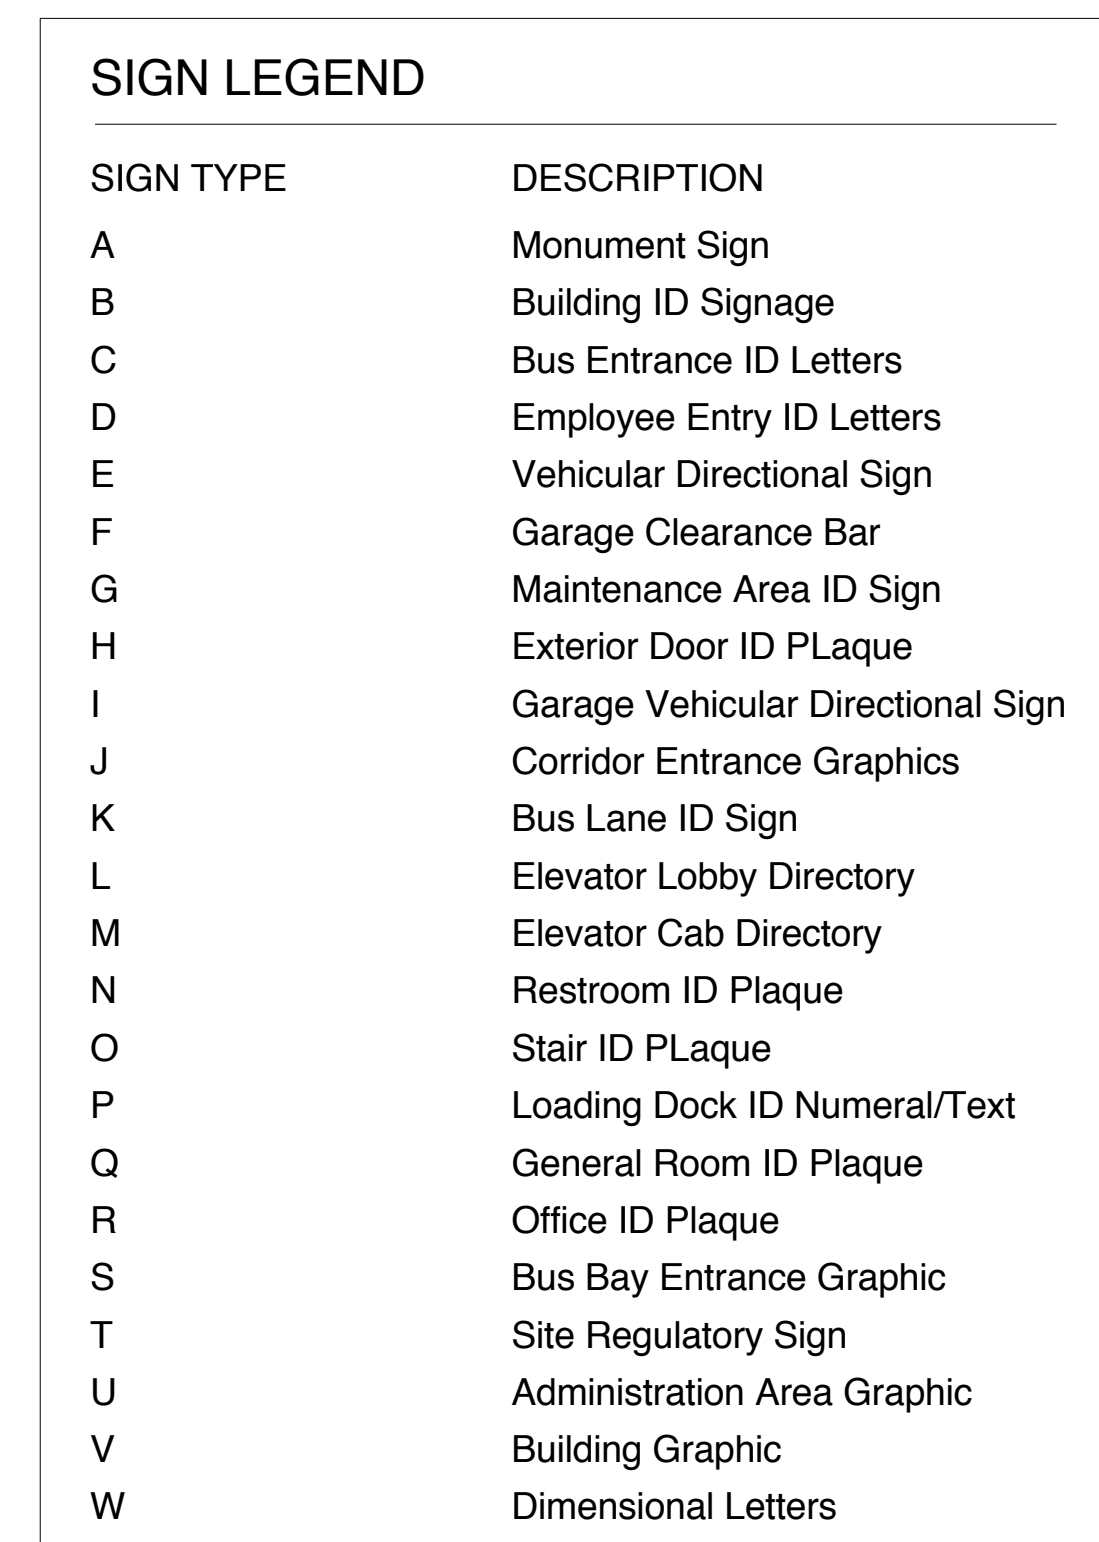 SIGN LEGEND
SIGN TYPE DESCRIPTION
A Monument Sign
B Building ID Signage
C Bus Entrance ID Letters
D Employee Entry ID Letters
E Vehicular Directional Sign
F Garage Clearance Bar
G Maintenance Area ID Sign
H Exterior Door ID PLaque
I Garage Vehicular Directional Sign
J Corridor Entrance Graphics
K Bus Lane ID Sign
L Elevator Lobby Directory
M Elevator Cab Directory
N Restroom ID Plaque
O Stair ID PLaque
P Loading Dock ID Numeral/Text
Q General Room ID Plaque
R Office ID Plaque
S Bus Bay Entrance Graphic
T Site Regulatory Sign
U Administration Area Graphic
V Building Graphic
W Dimensional Letters